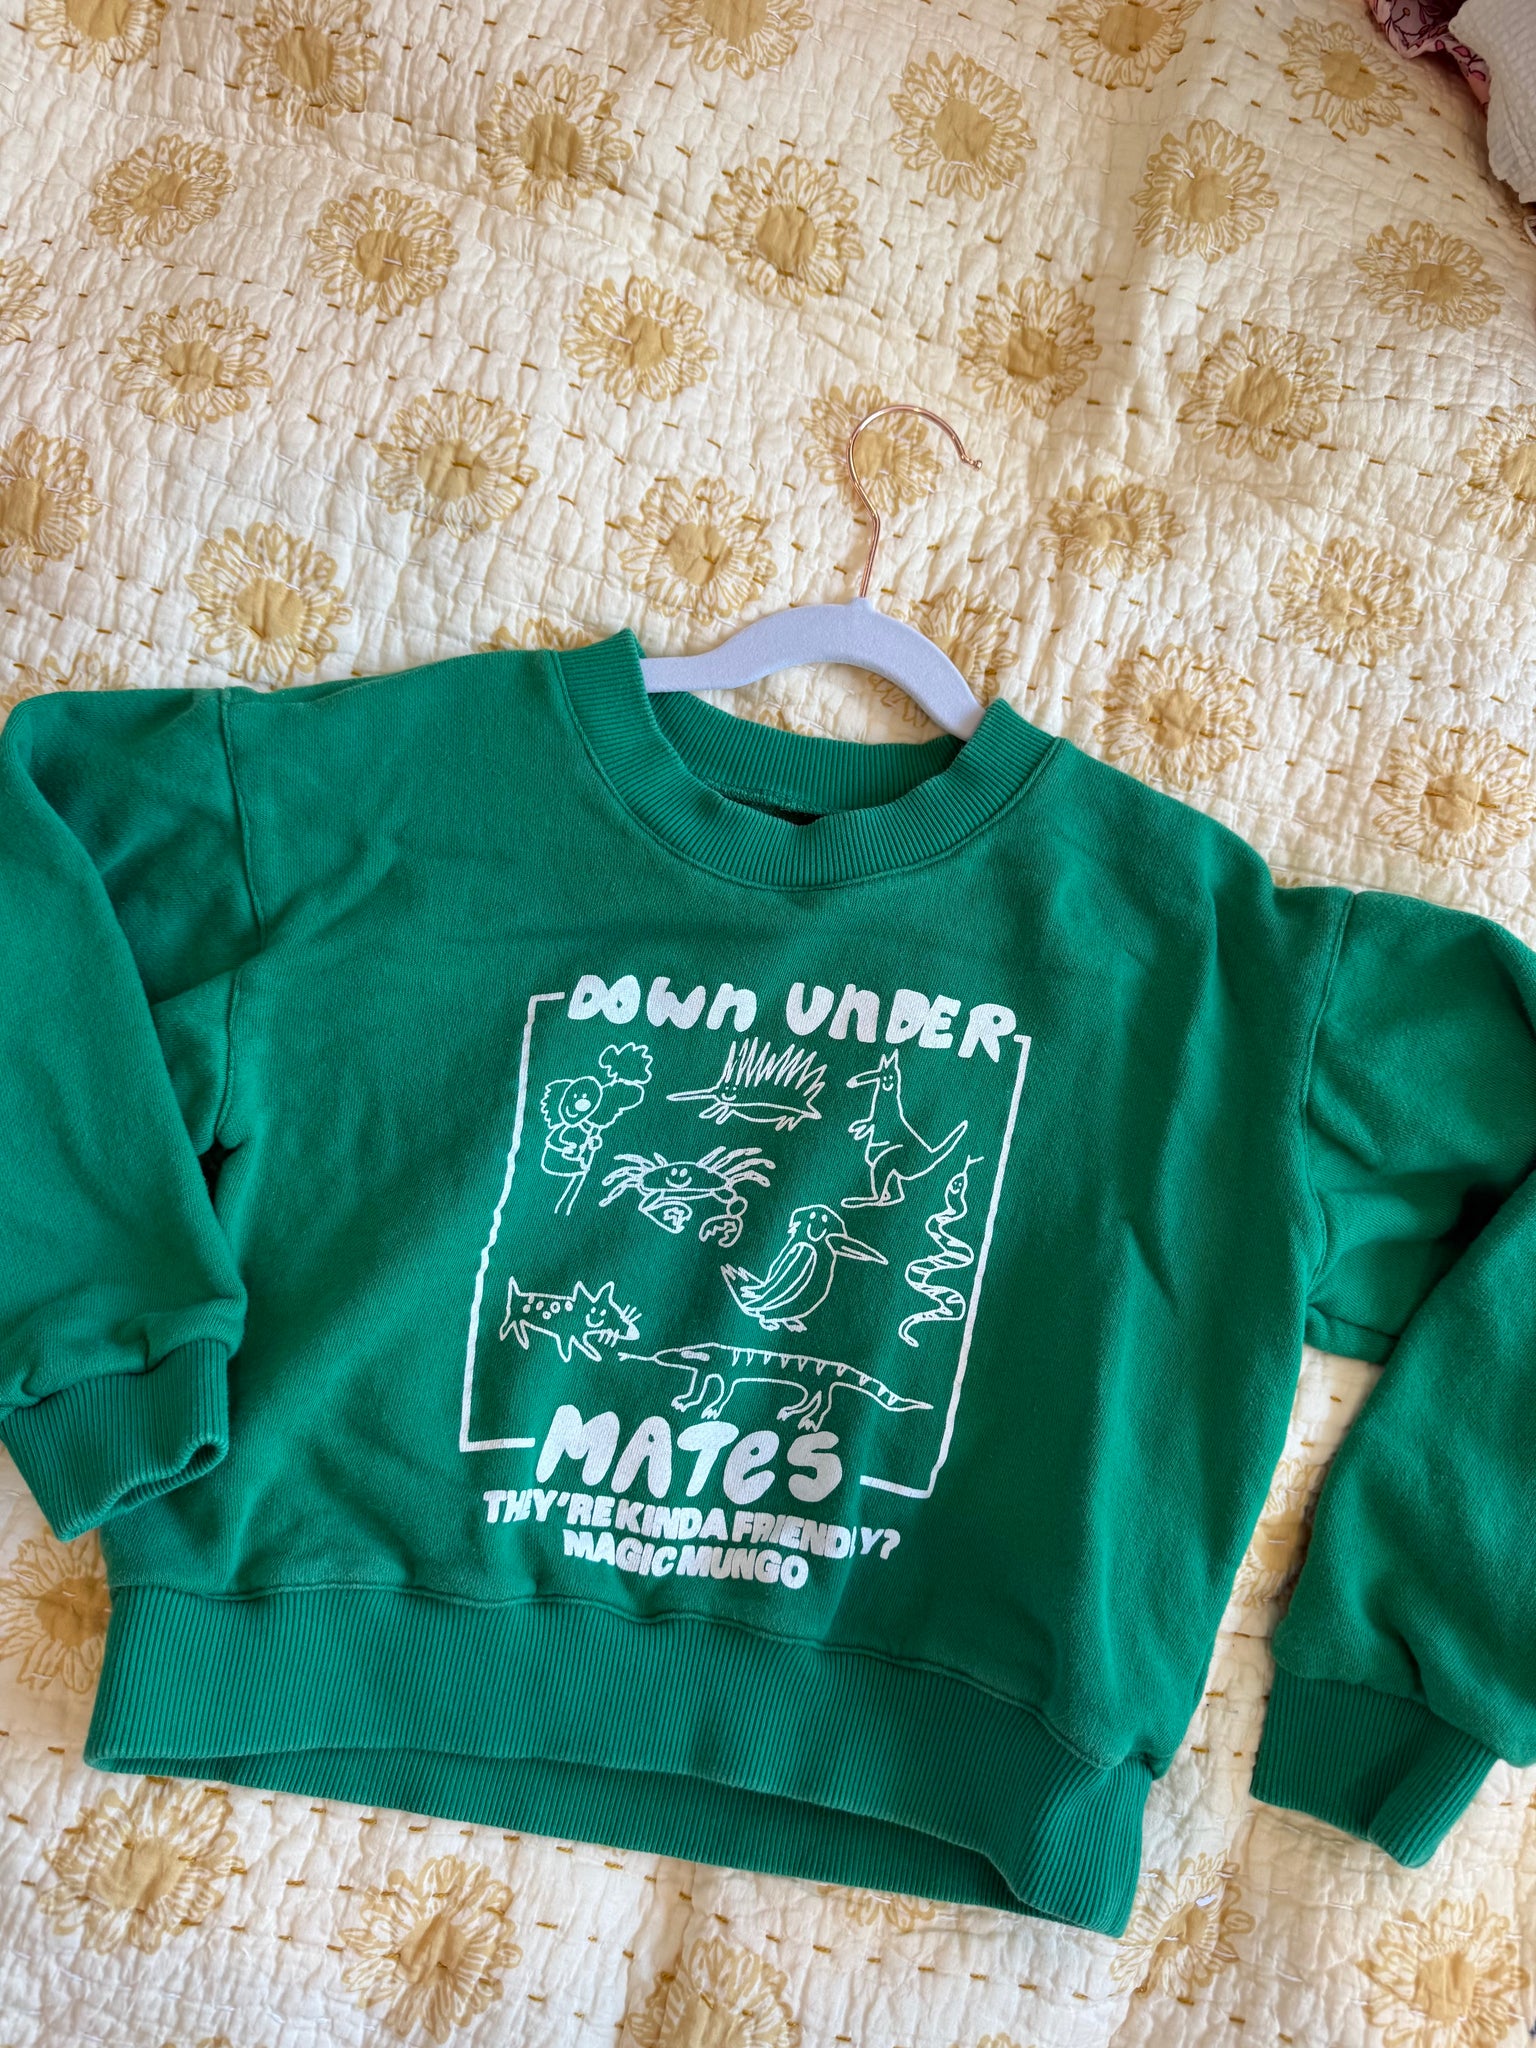 DOWN UNDER
MATES
THEY'RE KINDA FRIENDLY?
MAGIC MUNGO